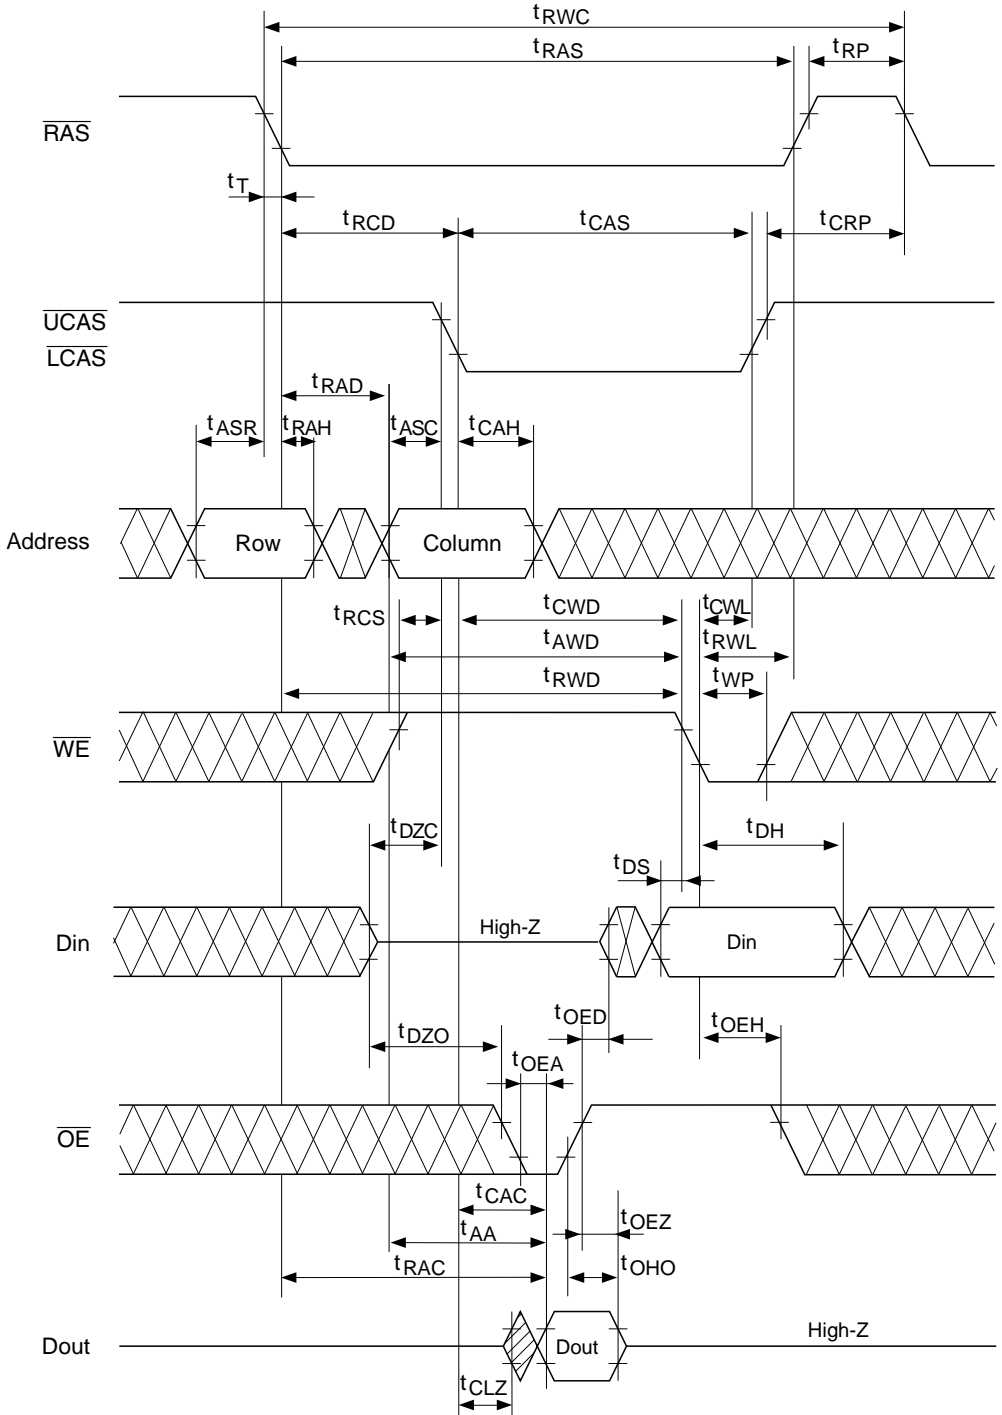 tRWC
tRAS
tRP
RAS
tT
tRCD
tCAS
tCRP
UCAS
LCAS
tRAD
tASR
tRAH
tASC
tCAH
Address
Row
Column
tRCS
tCWD
tCWL
tAWD
tRWL
tRWD
tWP
WE
tDZC
tDH
tDS
Din
High-Z
Din
tDZO
tOED
tOEH
tOEA
OE
tCAC
tAA
tOEZ
tRAC
tOHO
Dout
Dout
High-Z
tCLZ